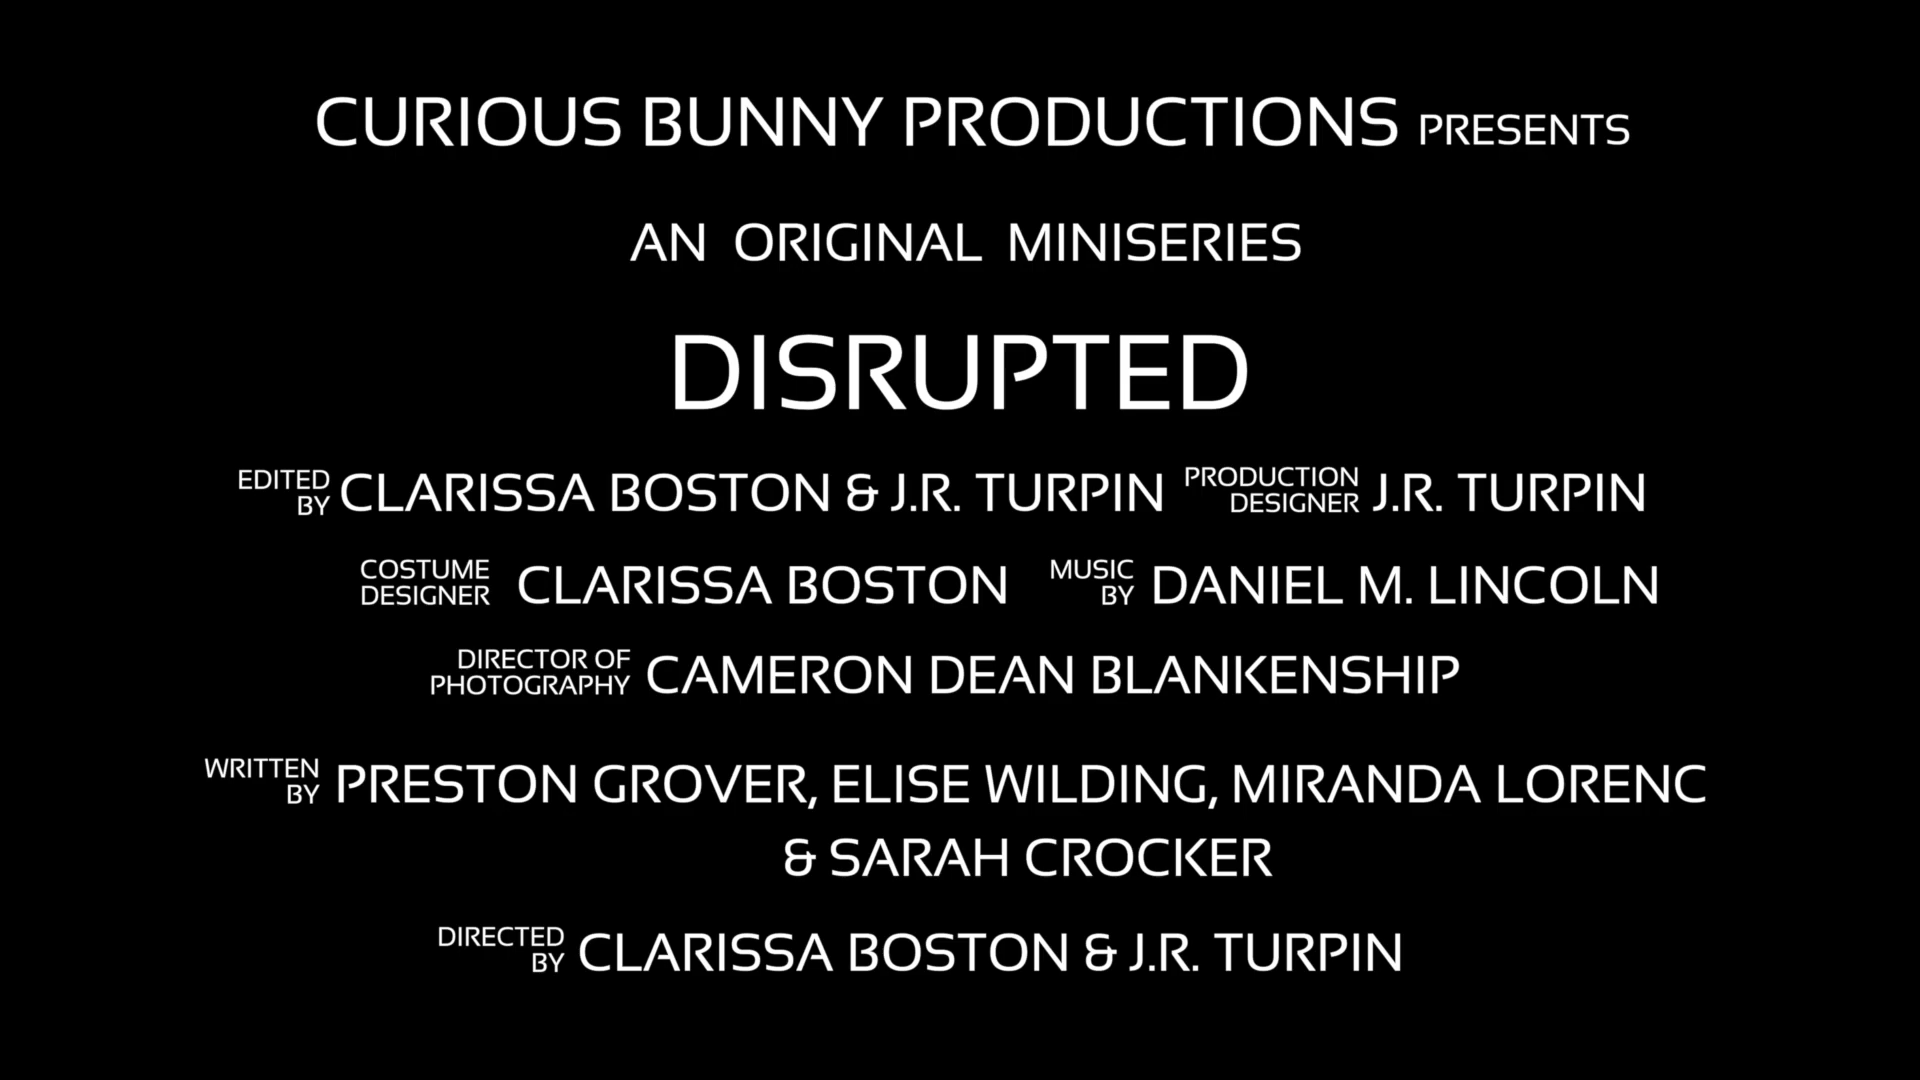 CURIOUS BUNNY PRODUCTIONS PRESENTS
AN ORIGINAL MINISERIES
DISRUPTED
EDITED BY CLARISSA BOSTON & J.R. TURPIN PRODUCTION DESIGNER J.R. TURPIN
COSTUME DESIGNER CLARISSA BOSTON MUSIC BY DANIEL M. LINCOLN
DIRECTOR OF PHOTOGRAPHY CAMERON DEAN BLANKENSHIP
WRITTEN BY PRESTON GROVER, ELISE WILDING, MIRANDA LORENC
& SARAH CROCKER
DIRECTED BY CLARISSA BOSTON & J.R. TURPIN